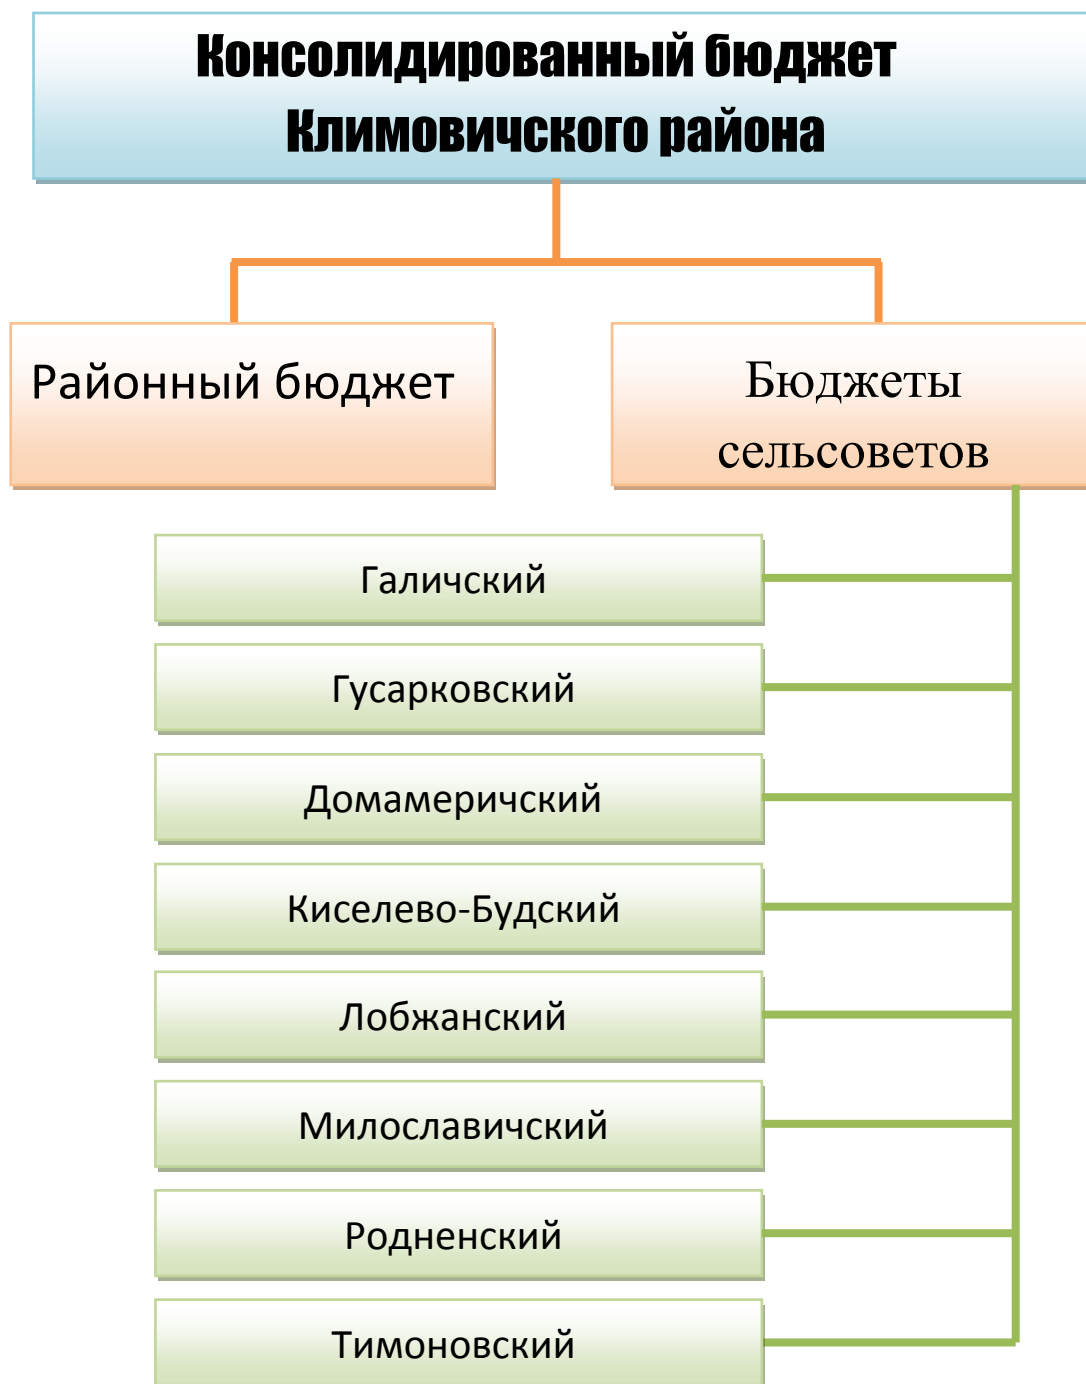 Консолидированный бюджет
Климовичского района
Районный бюджет
Бюджеты
сельсоветов
Галичский
Гусарковский
Домамеричский
Киселево-Будский
Лобжанский
Милославичский
Родненский
Тимоновский